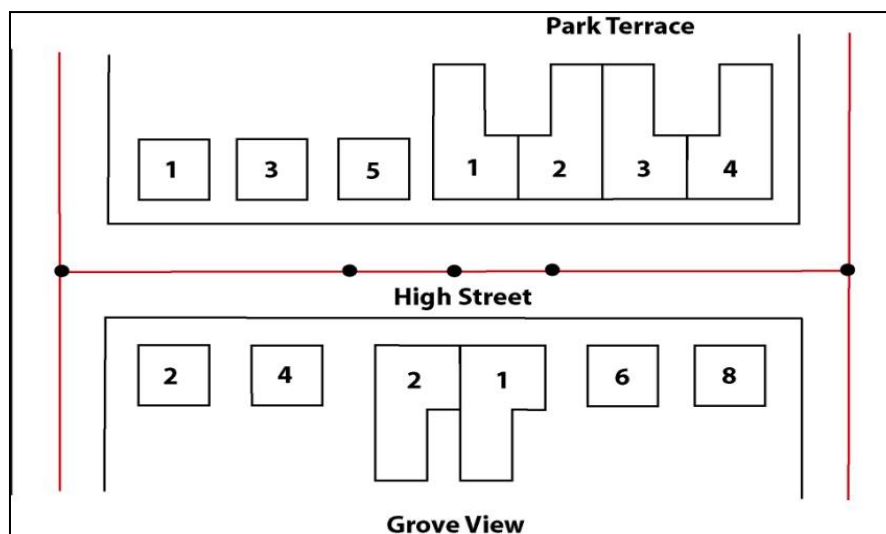 Park Terrace
1 3 5 1 2 3 4
High Street
2 4 2 1 6 8
Grove View